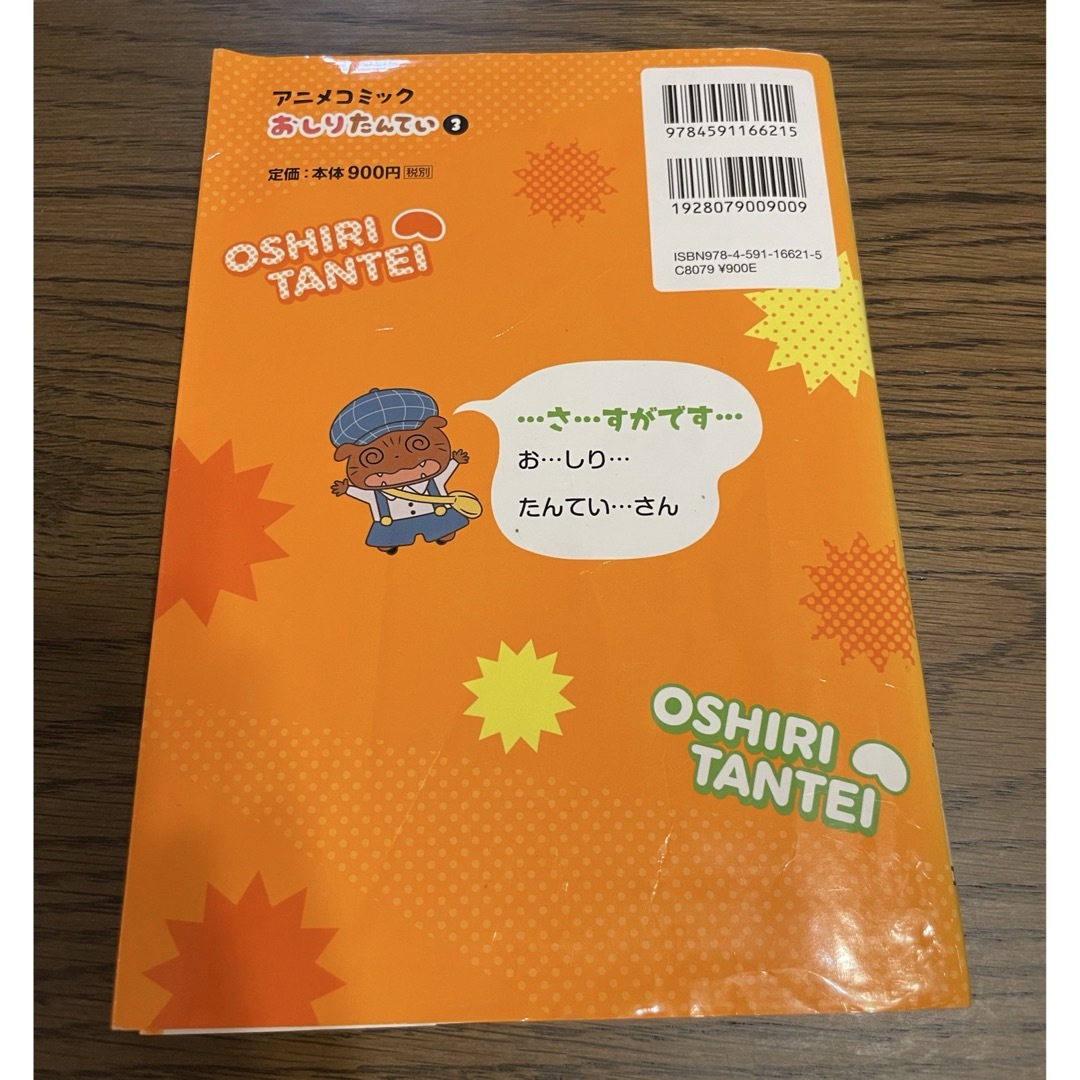 アニメコミック
おしりたんてい3
定価:本体900円 税別
9784591166215
1928079009009
ISBN978-4-591-16621-5
C8079 ¥900E
OSHIRI
TANTEI
…さ…すがです…
お…しり…
たんてい…さん
OSHIRI
TANTEI